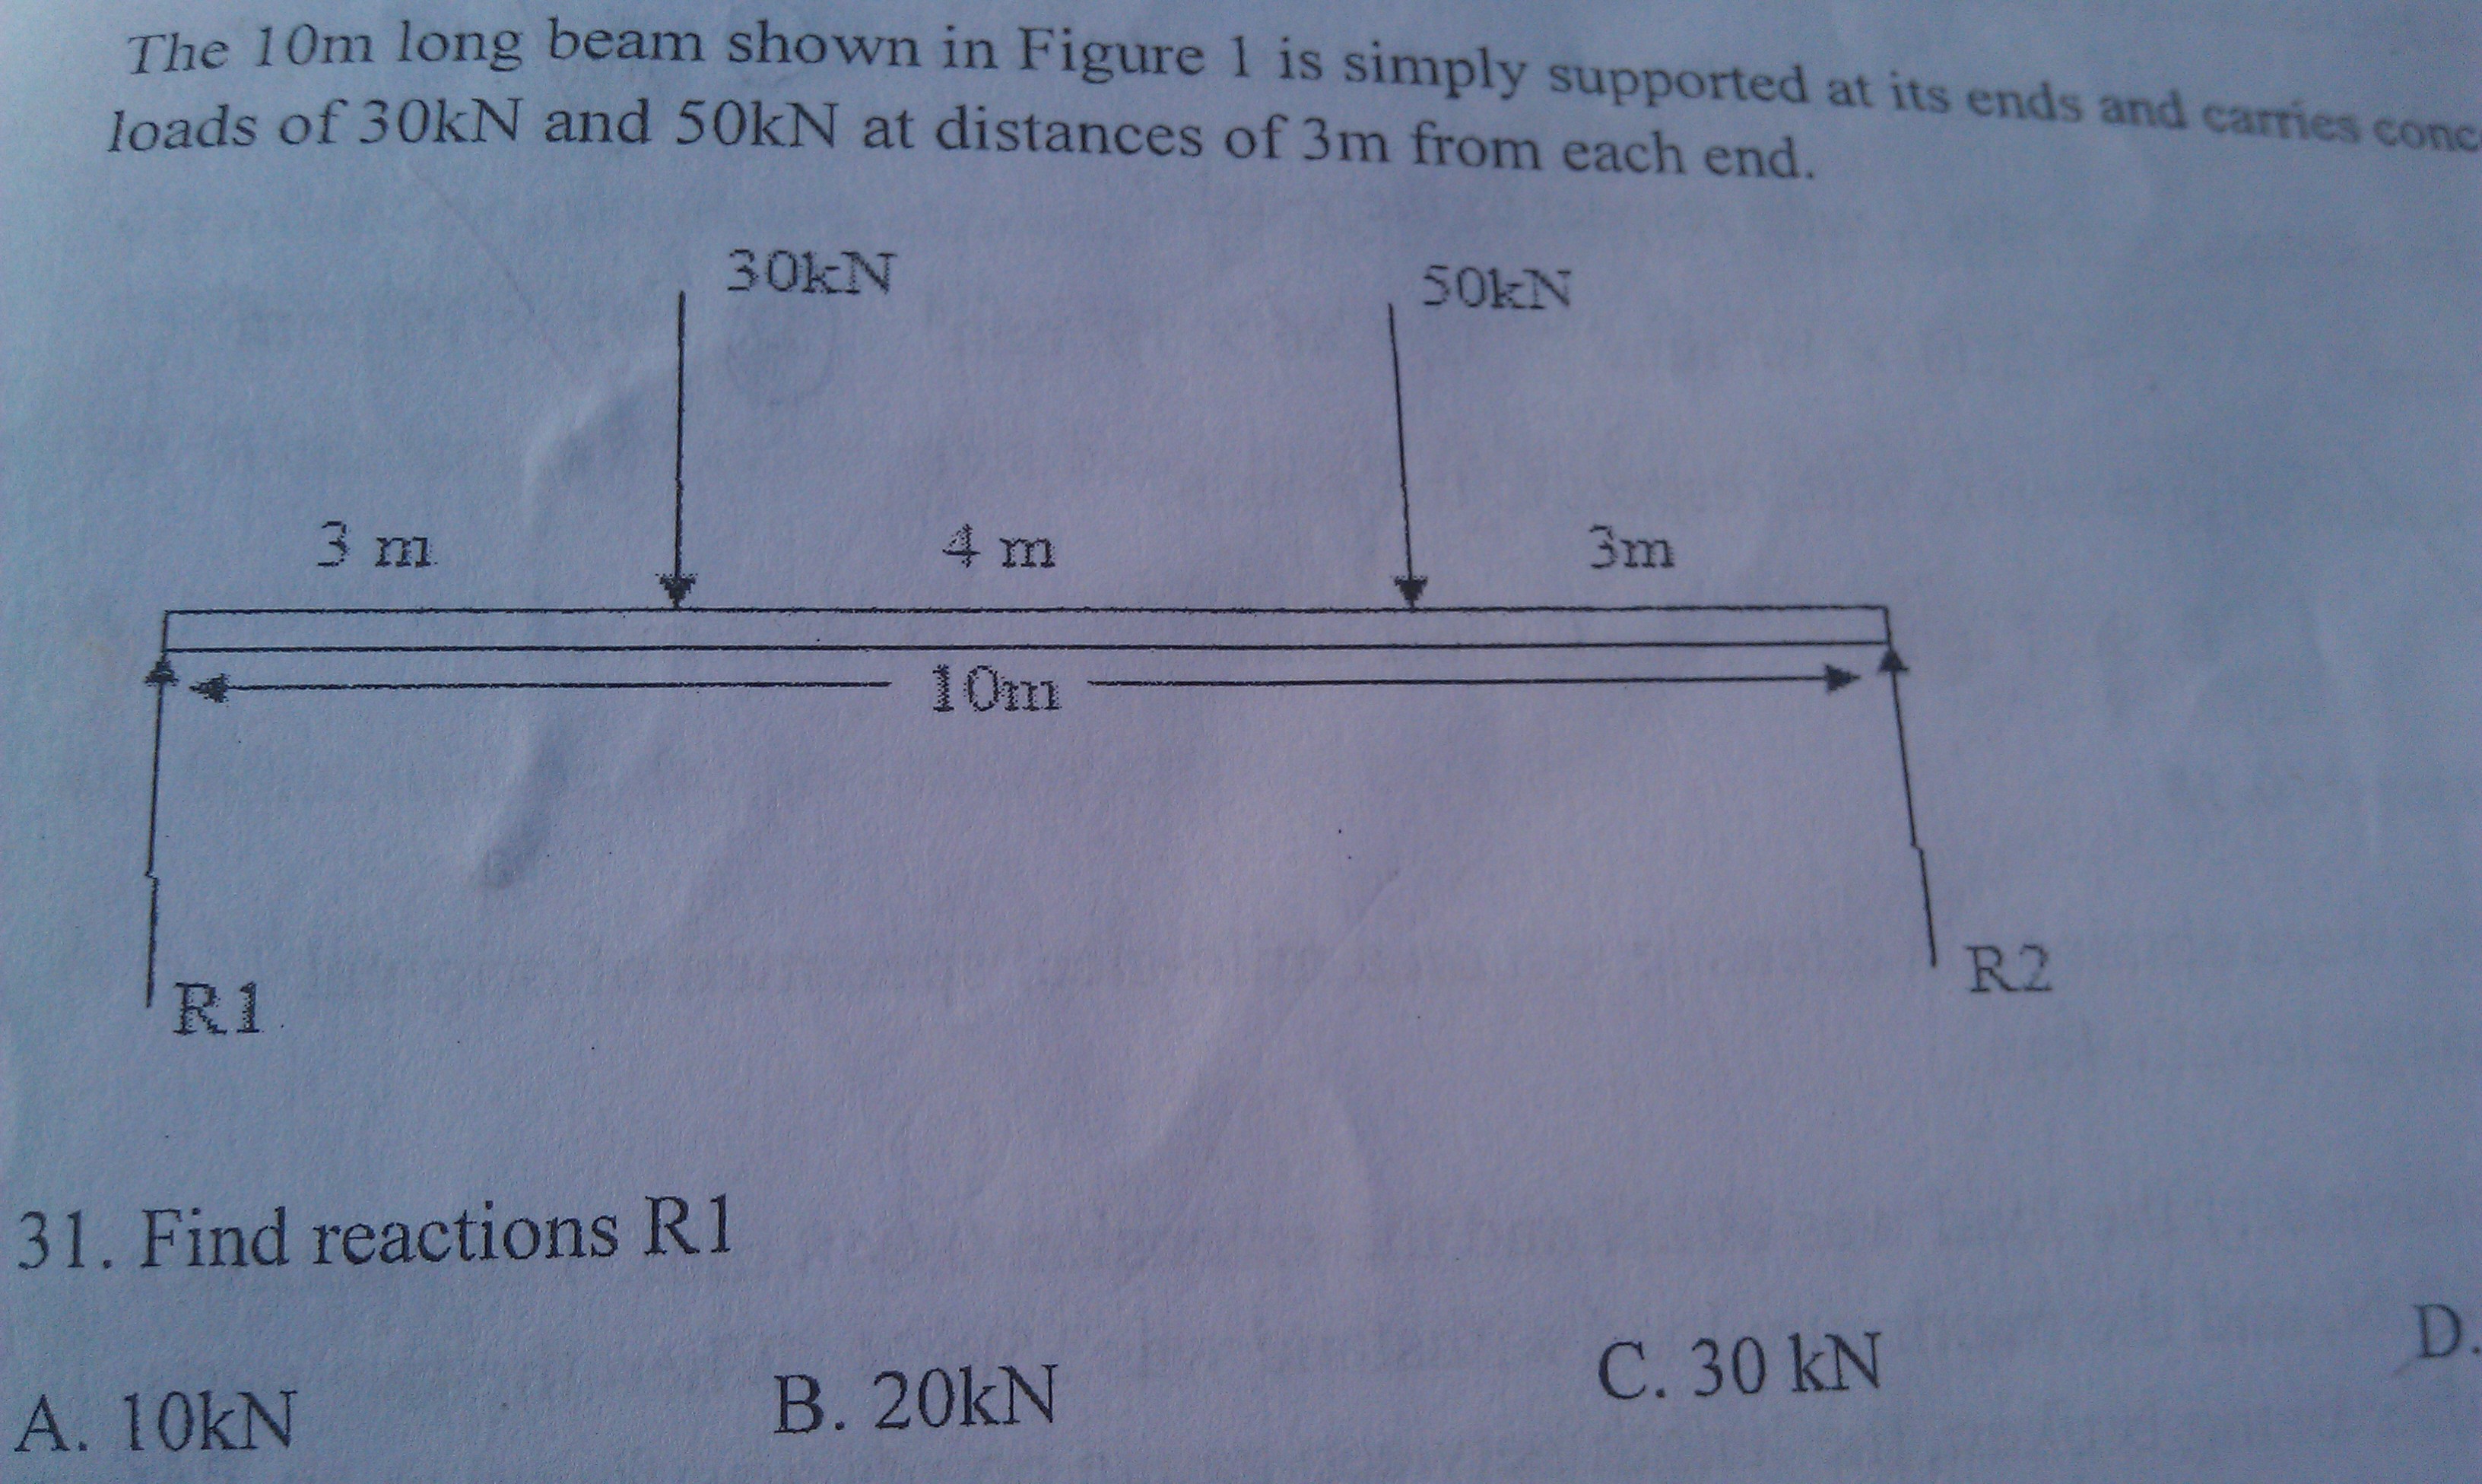 The 10m long beam shown in Figure 1 is simply supported at its ends and carries conc
loads of 30kN and 50kN at distances of 3m from each end.
30kN
50kN
3 m
4 m
3m
10m
R1
R2
31. Find reactions R1
A. 10kN
B. 20kN
C. 30 kN
D.